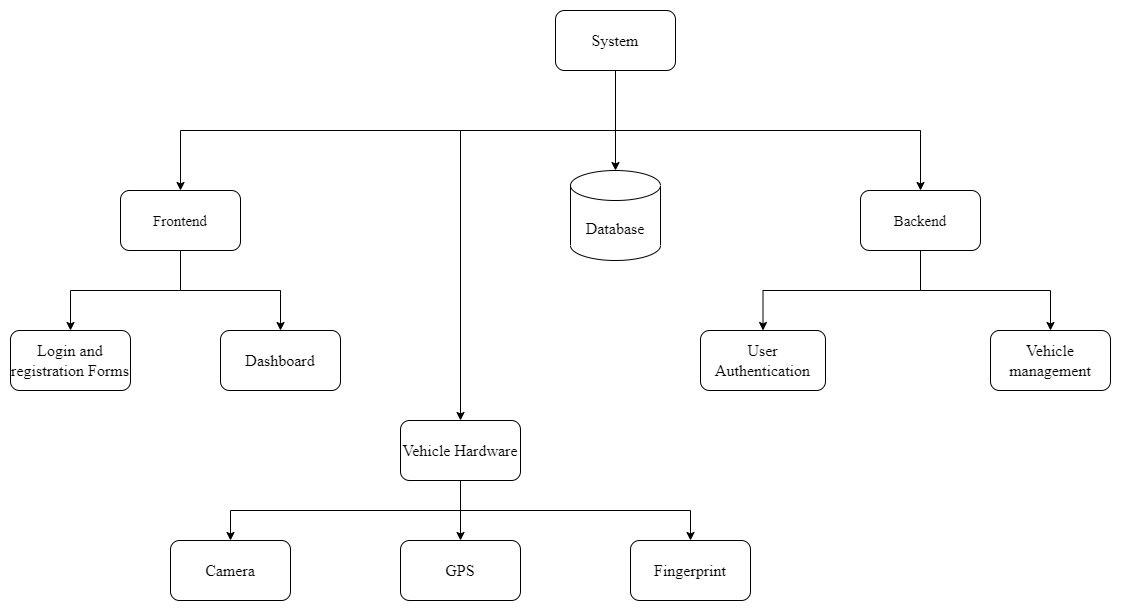 System
Frontend
Database
Backend
Login and
registration Forms
Dashboard
User
Authentication
Vehicle
management
Vehicle Hardware
Camera
GPS
Fingerprint